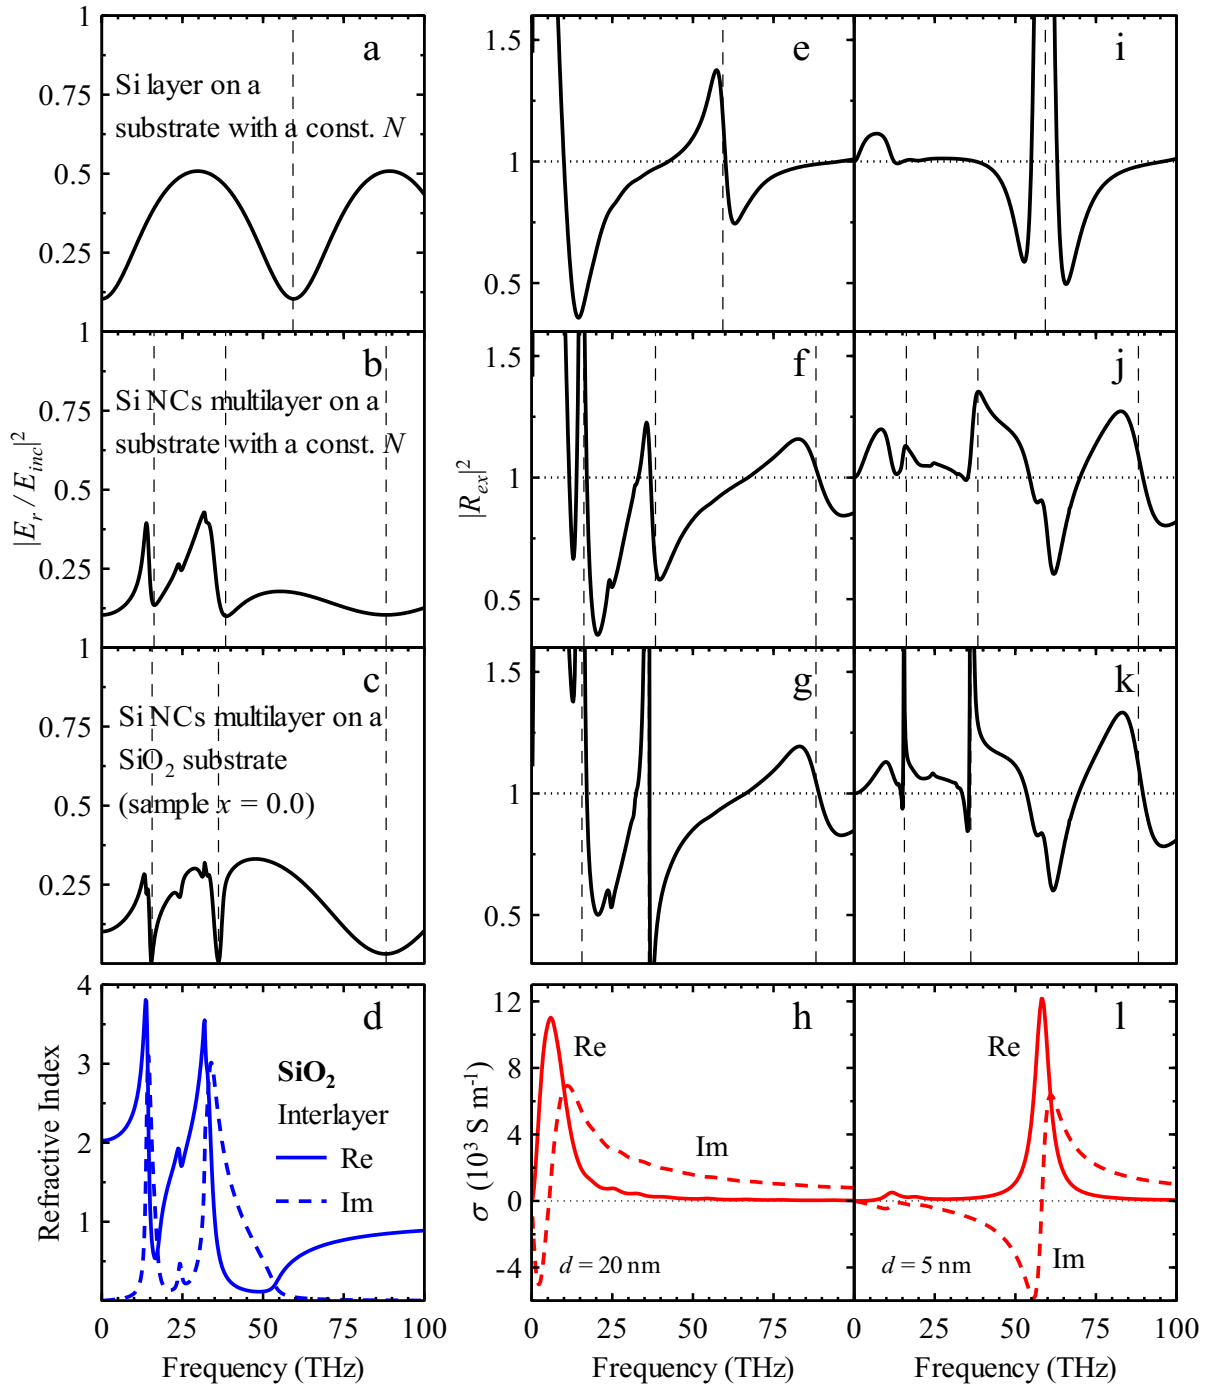 a
Si layer on a
substrate with a const. N
1
0.75
0.5
0.25
b
Si NCs multilayer on a
substrate with a const. N
1
0.75
0.5
0.25
|E_r / E_inc|^2
c
Si NCs multilayer on a
SiO2 substrate
(sample x = 0.0)
1
0.75
0.5
0.25
d
SiO2
Interlayer
Re
Im
4
3
2
1
Refractive Index
0 25 50 75 100
Frequency (THz)
e
1.5
1
0.5
i
f
1.5
1
0.5
j
|R_ex|^2
g
1.5
1
0.5
k
h
Re
Im
d = 20 nm
12
8
4
0
-4
σ (10^3 S m^-1)
l
Re
Im
d = 5 nm
0 25 50 75 0 25 50 75 100
Frequency (THz) Frequency (THz)